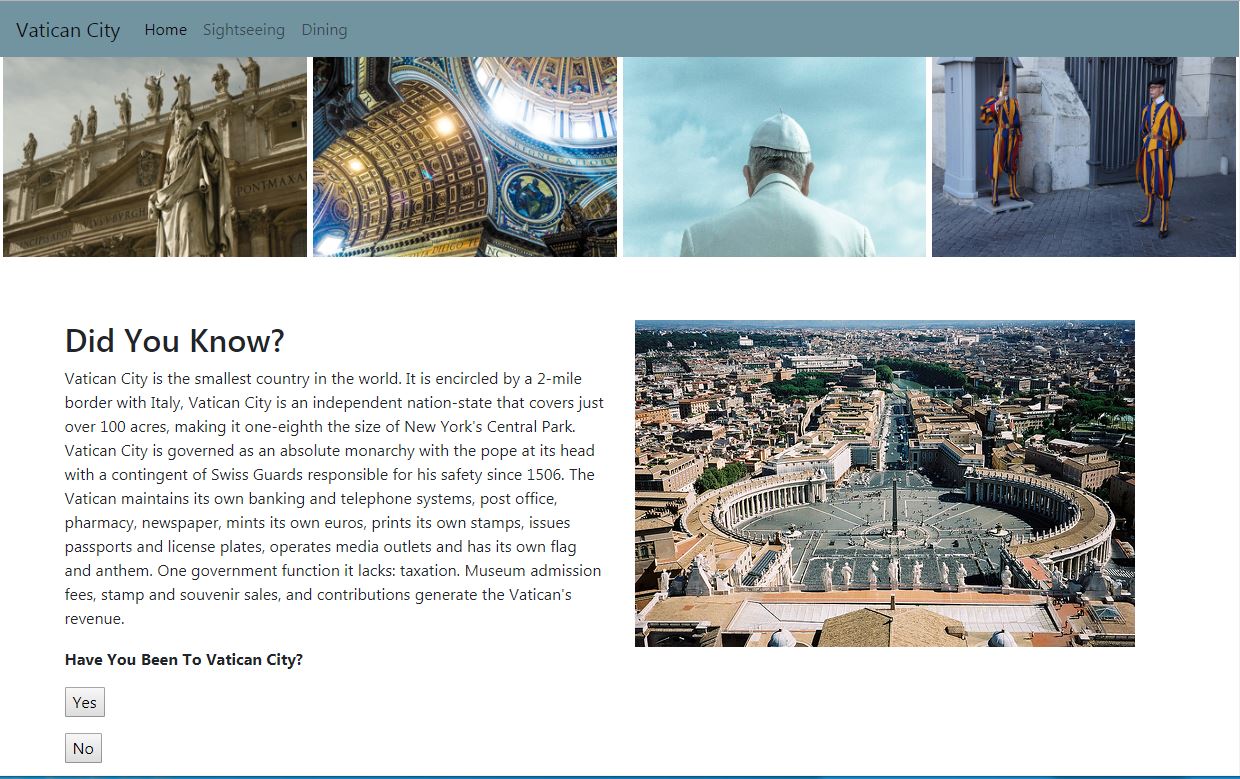 Vatican City Home Sightseeing Dining
PONTMAXA
REGNI CAELORV
Did You Know?
Vatican City is the smallest country in the world. It is encircled by a 2-mile
border with Italy, Vatican City is an independent nation-state that covers just
over 100 acres, making it one-eighth the size of New York's Central Park.
Vatican City is governed as an absolute monarchy with the pope at its head
with a contingent of Swiss Guards responsible for his safety since 1506. The
Vatican maintains its own banking and telephone systems, post office,
pharmacy, newspaper, mints its own euros, prints its own stamps, issues
passports and license plates, operates media outlets and has its own flag
and anthem. One government function it lacks: taxation. Museum admission
fees, stamp and souvenir sales, and contributions generate the Vatican's
revenue.
Have You Been To Vatican City?
Yes
No